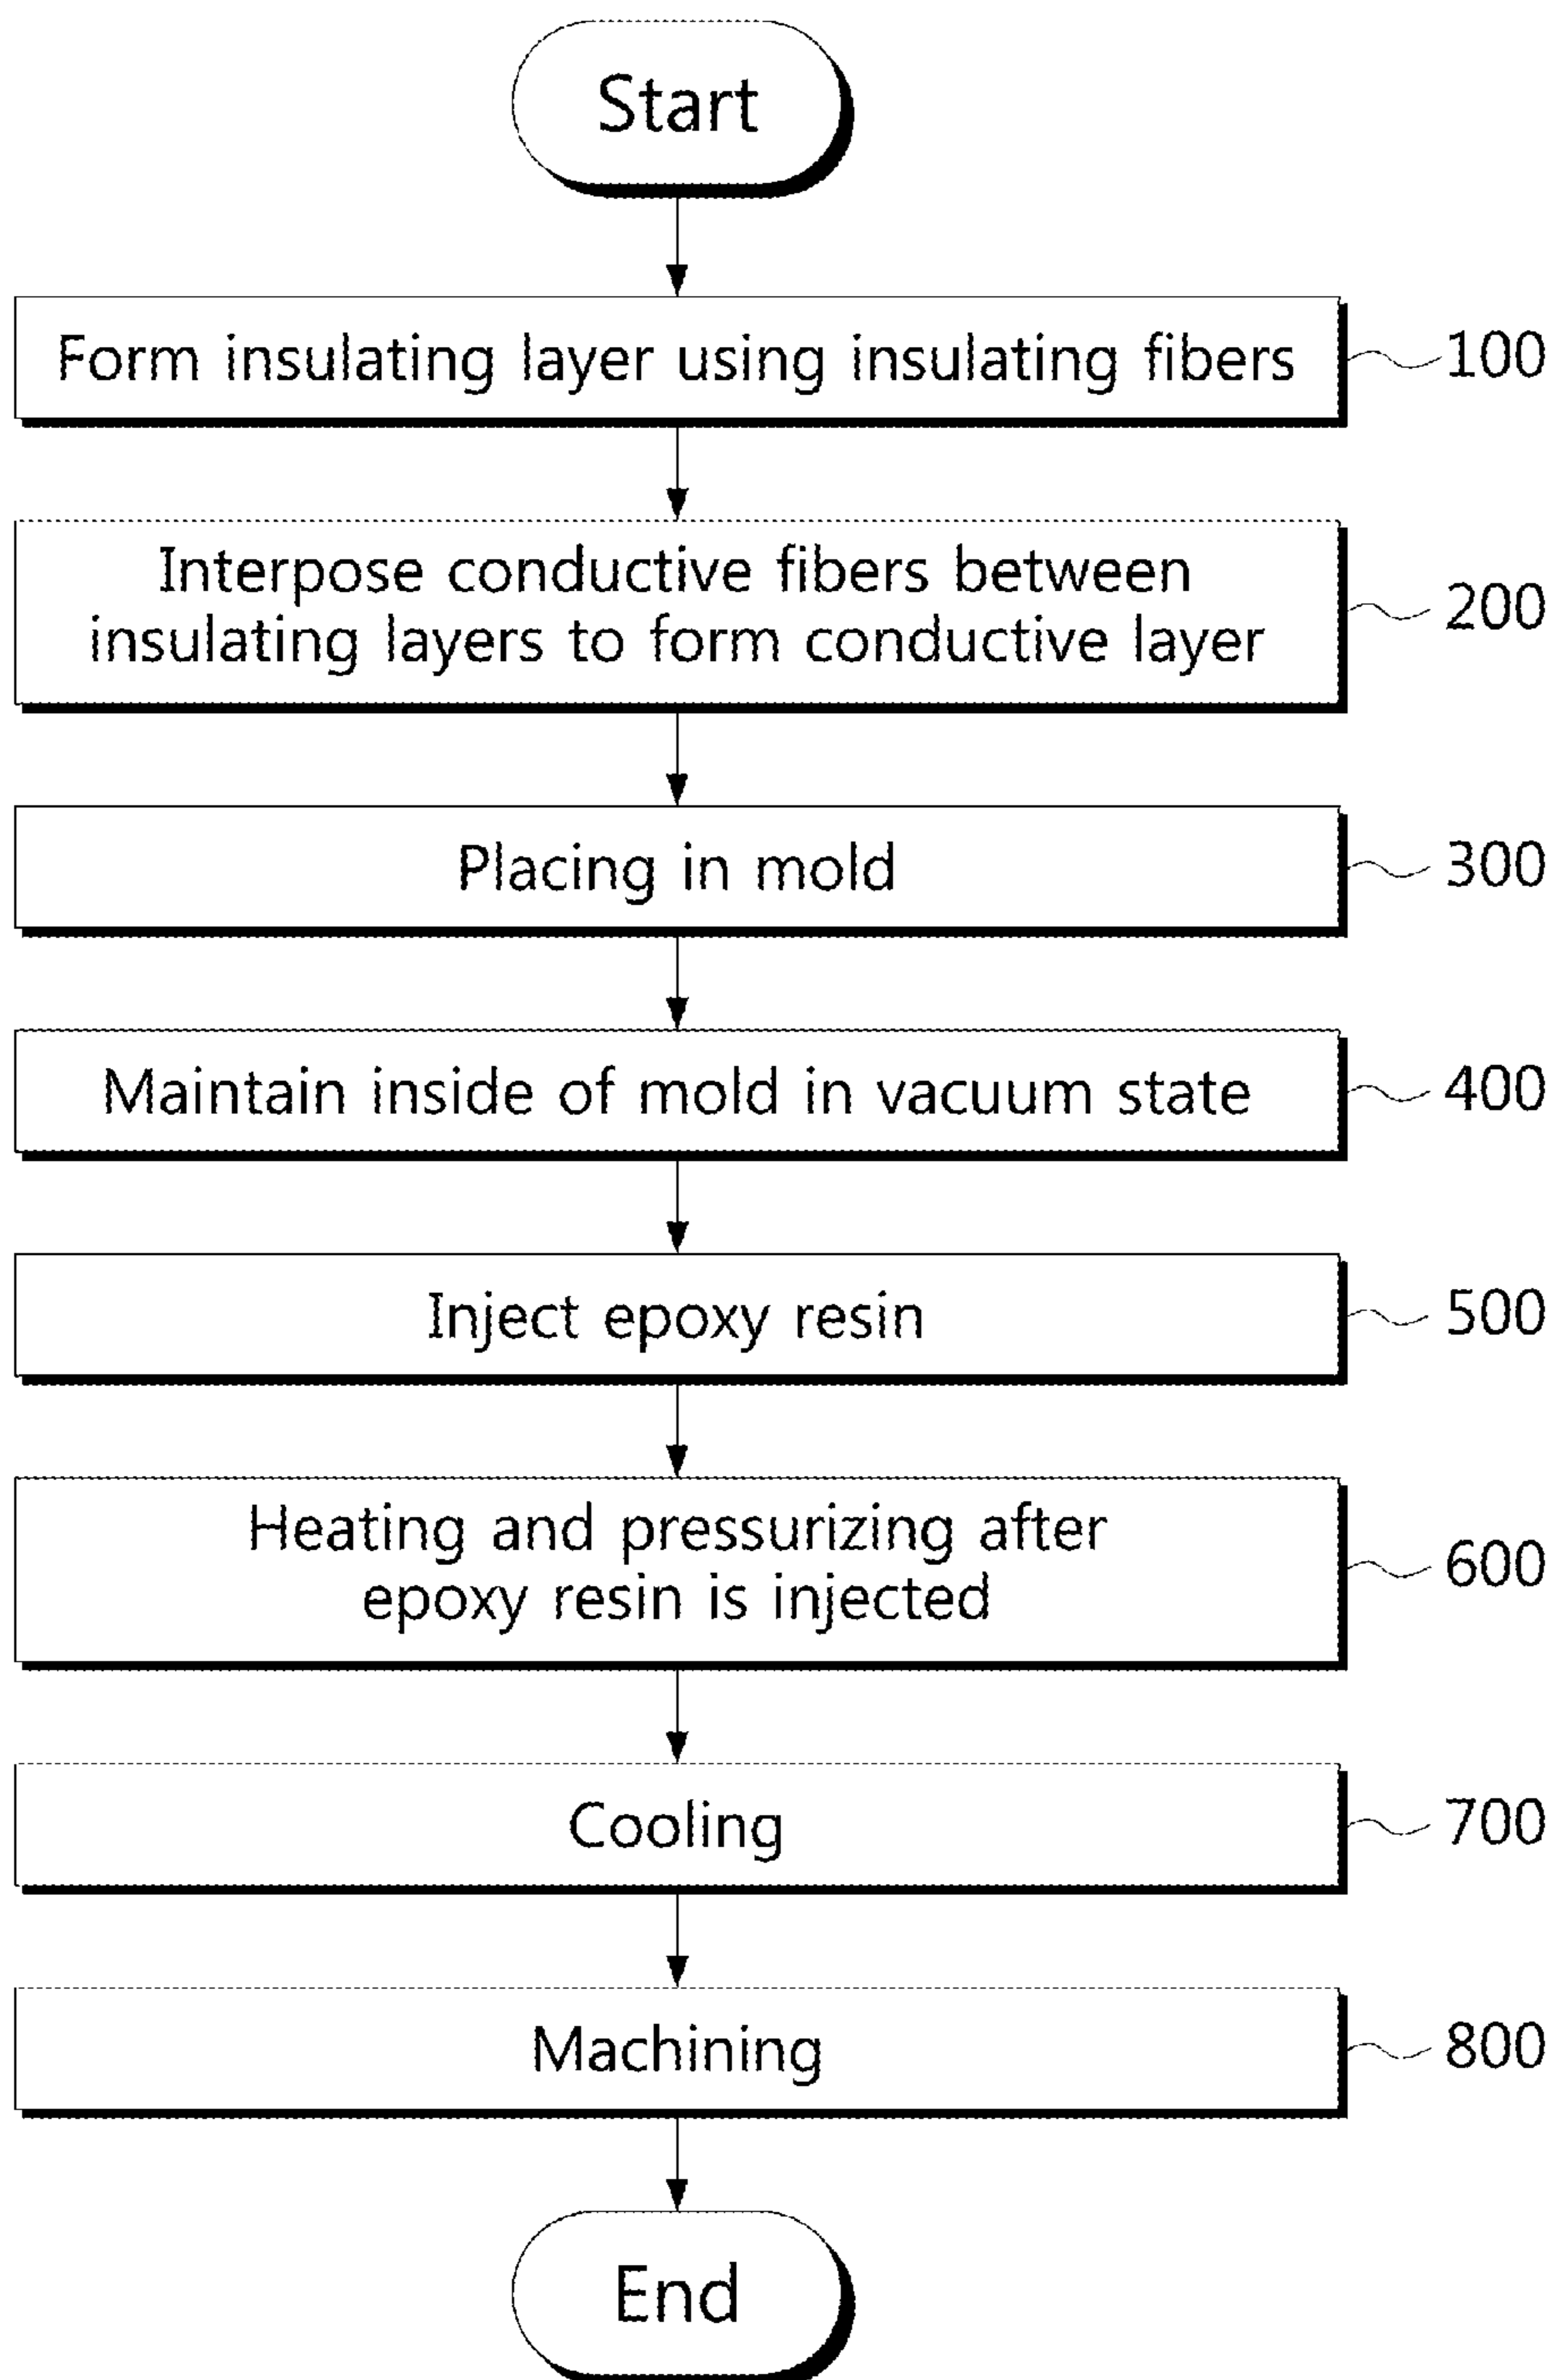 Start
Form insulating layer using insulating fibers
100
Interpose conductive fibers between
insulating layers to form conductive layer
200
Placing in mold
300
Maintain inside of mold in vacuum state
400
Inject epoxy resin
500
Heating and pressurizing after
epoxy resin is injected
600
Cooling
700
Machining
800
End